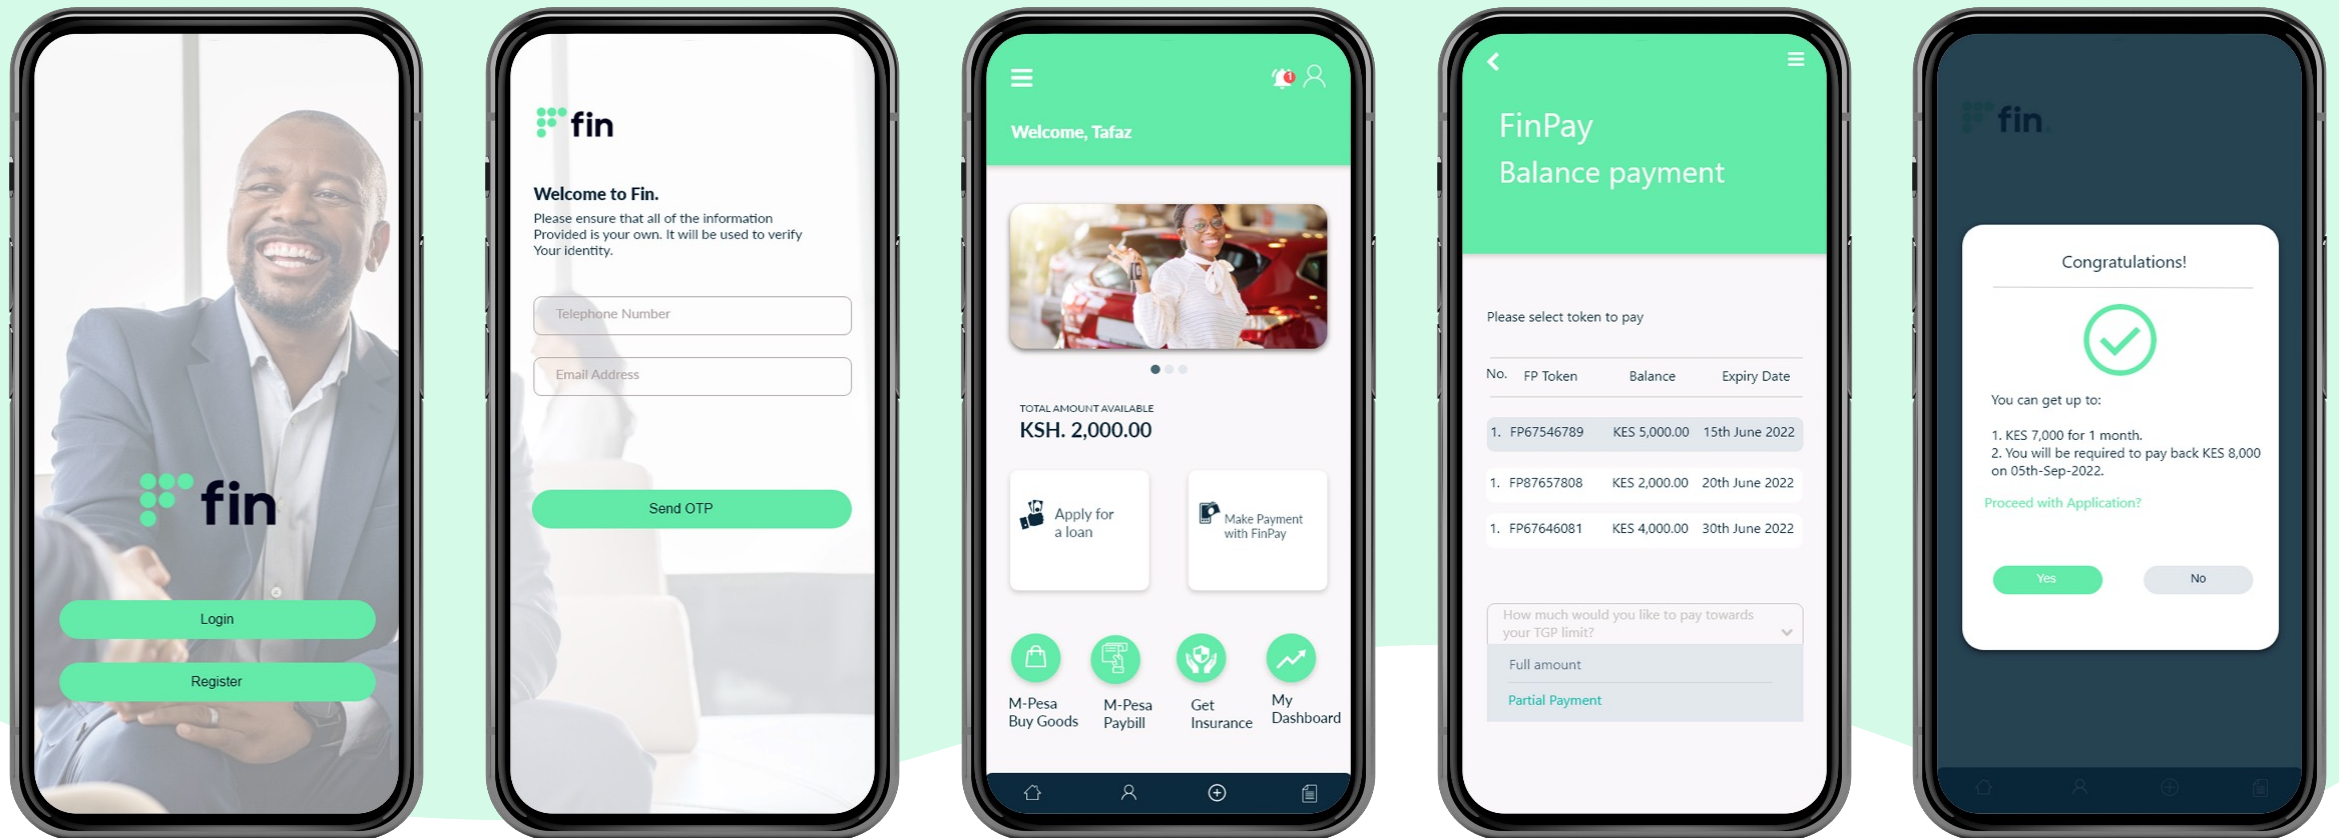 fin
Login
Register
fin
Welcome to Fin.
Please ensure that all of the information
Provided is your own. It will be used to verify
Your identity.
Telephone Number
Email Address
Send OTP
1
Welcome, Tafaz
TOTAL AMOUNT AVAILABLE
KSH. 2,000.00
Apply for
a loan
Make Payment
with FinPay
M-Pesa
Buy Goods
M-Pesa
Paybill
Get
Insurance
My
Dashboard
FinPay
Balance payment
Please select token to pay
No. FP Token Balance Expiry Date
1. FP67546789 KES 5,000.00 15th June 2022
1. FP87657808 KES 2,000.00 20th June 2022
1. FP67646081 KES 4,000.00 30th June 2022
How much would you like to pay towards
your TGP limit?
Full amount
Partial Payment
fin.
Congratulations!
You can get up to:
1. KES 7,000 for 1 month.
2. You will be required to pay back KES 8,000
on 05th-Sep-2022.
Proceed with Application?
Yes
No